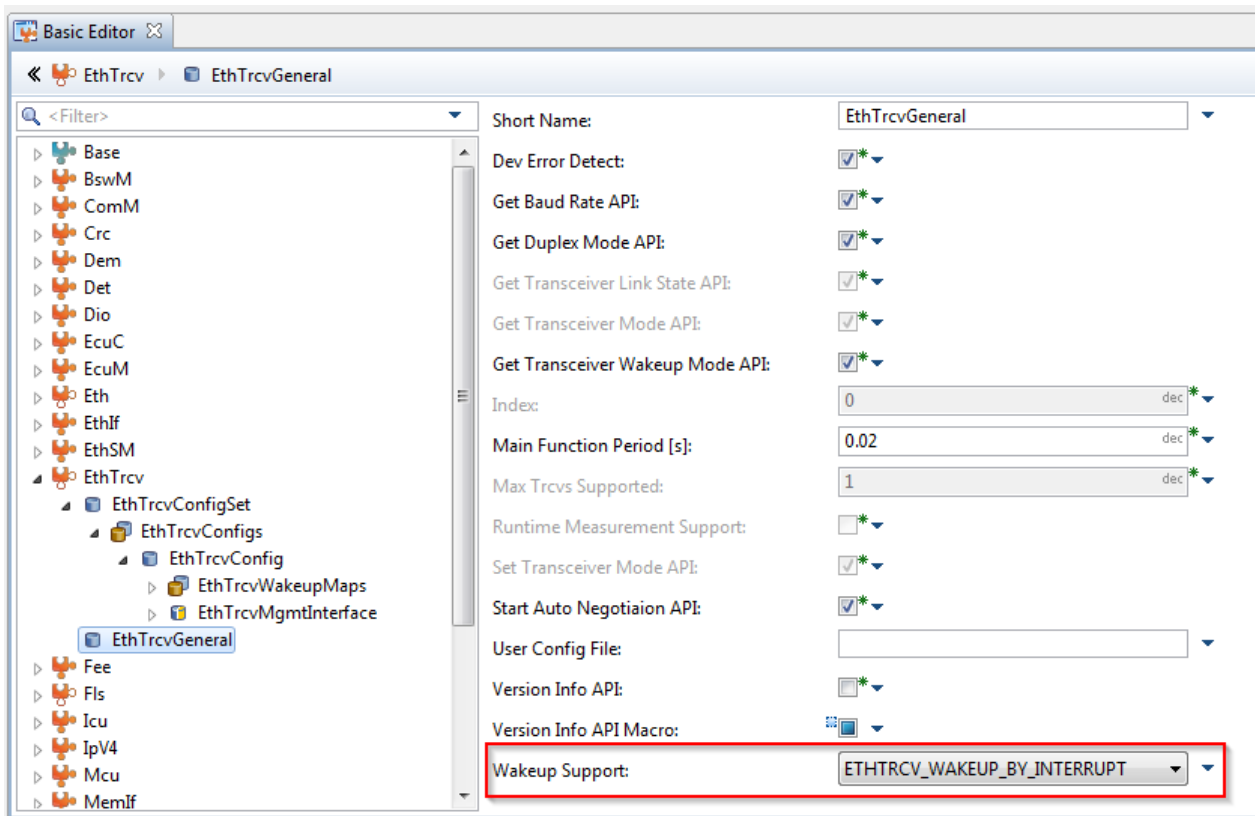 Basic Editor
EthTrcv EthTrcvGeneral
<Filter>
Base
BswM
ComM
Crc
Dem
Det
Dio
EcuC
EcuM
Eth
EthIf
EthSM
EthTrcv
EthTrcvConfigSet
EthTrcvConfigs
EthTrcvConfig
EthTrcvWakeupMaps
EthTrcvMgmtInterface
EthTrcvGeneral
Fee
Fls
Icu
IpV4
Mcu
MemIf
Short Name: EthTrcvGeneral
Dev Error Detect:
Get Baud Rate API:
Get Duplex Mode API:
Get Transceiver Link State API:
Get Transceiver Mode API:
Get Transceiver Wakeup Mode API:
Index: 0 dec
Main Function Period [s]: 0.02 dec
Max Trcvs Supported: 1 dec
Runtime Measurement Support:
Set Transceiver Mode API:
Start Auto Negotiaion API:
User Config File:
Version Info API:
Version Info API Macro:
Wakeup Support: ETHTRCV_WAKEUP_BY_INTERRUPT